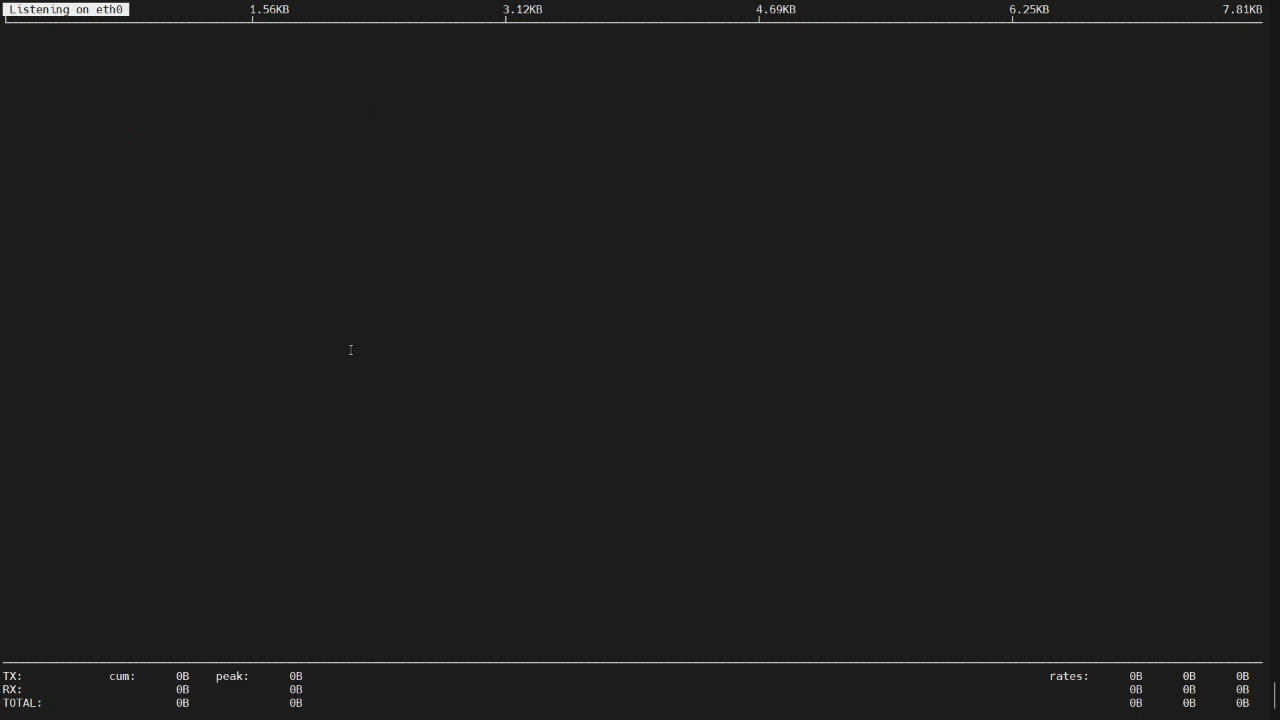 Listening on eth0 1.56KB 3.12KB 4.69KB 6.25KB 7.81KB
TX: cum: 0B peak: 0B rates: 0B 0B 0B
RX: 0B 0B 0B 0B 0B
TOTAL: 0B 0B 0B 0B 0B